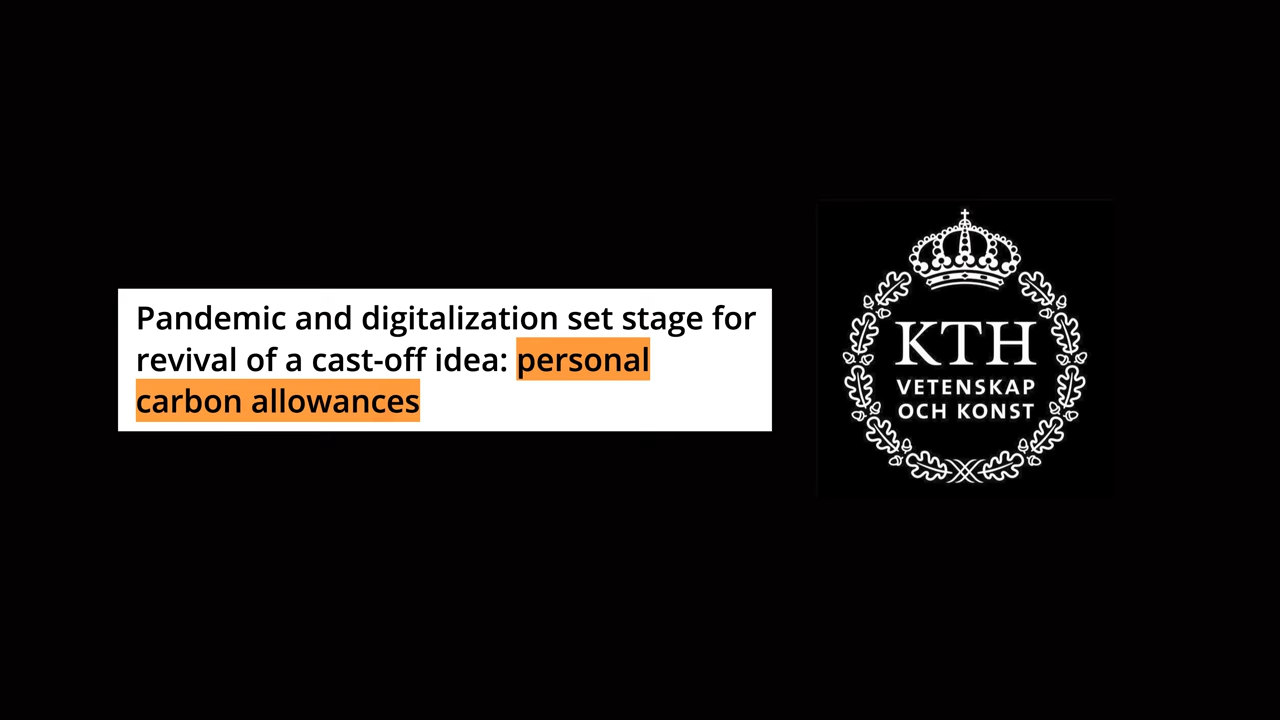 Pandemic and digitalization set stage for
revival of a cast-off idea: personal
carbon allowances
KTH
VETENSKAP
OCH KONST